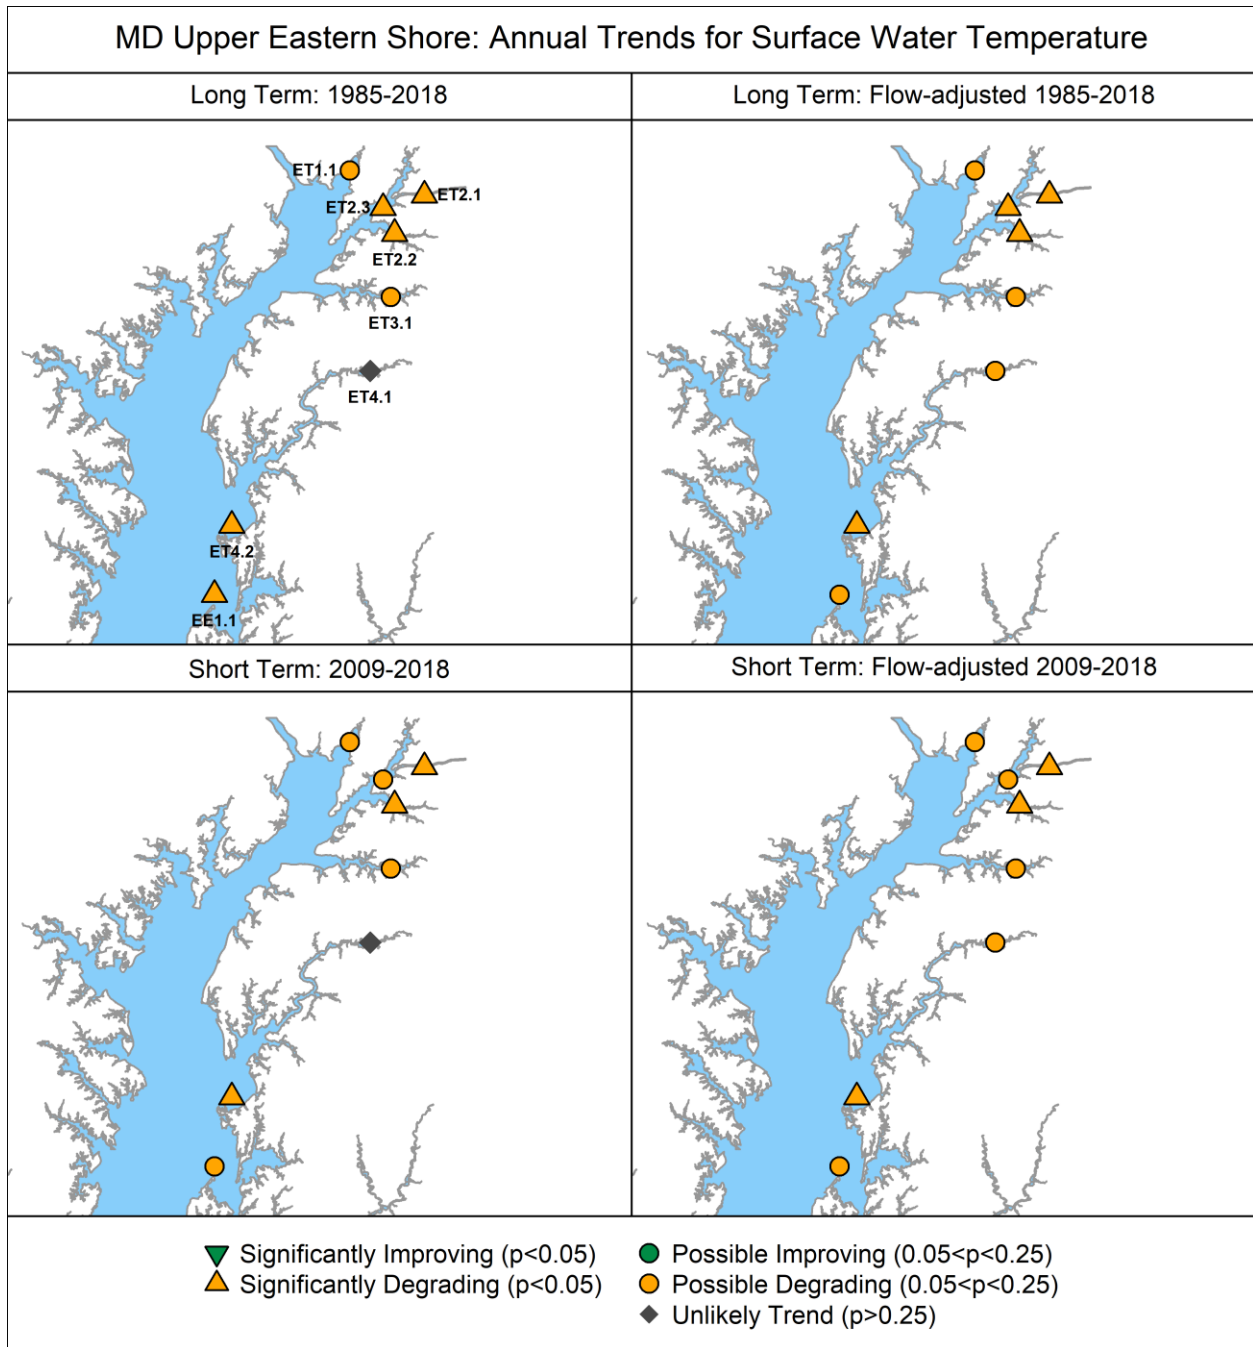 MD Upper Eastern Shore: Annual Trends for Surface Water Temperature
Long Term: 1985-2018
Long Term: Flow-adjusted 1985-2018
ET1.1
ET2.1
ET2.3
ET2.2
ET3.1
ET4.1
ET4.2
EE1.1
Short Term: 2009-2018
Short Term: Flow-adjusted 2009-2018
Significantly Improving (p<0.05)
Possible Improving (0.05<p<0.25)
Significantly Degrading (p<0.05)
Possible Degrading (0.05<p<0.25)
Unlikely Trend (p>0.25)